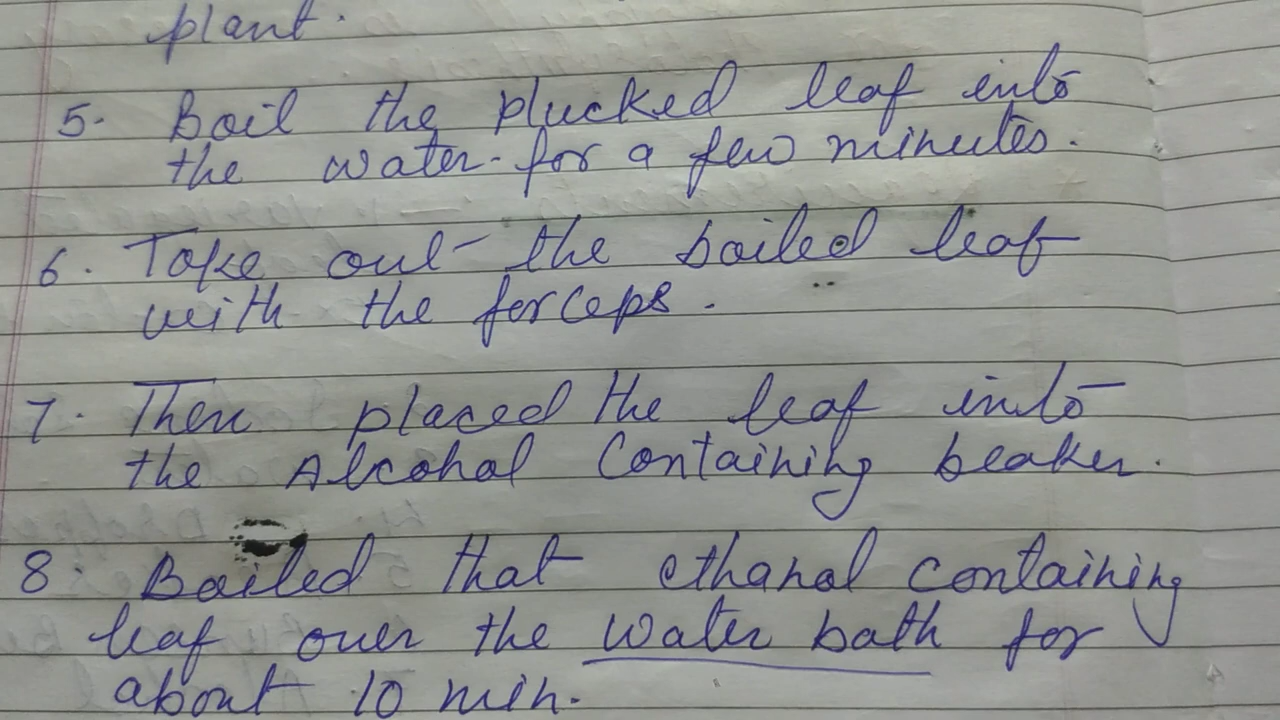 plant.
5. Boil the plucked leaf into
the water for a few minutes.
6. Take out the boiled leaf
with the forceps.
7. Then placed the leaf into
the Alcohal Containing beaker.
8. Boiled that ethanal containing
leaf over the water bath for
about 10 min.